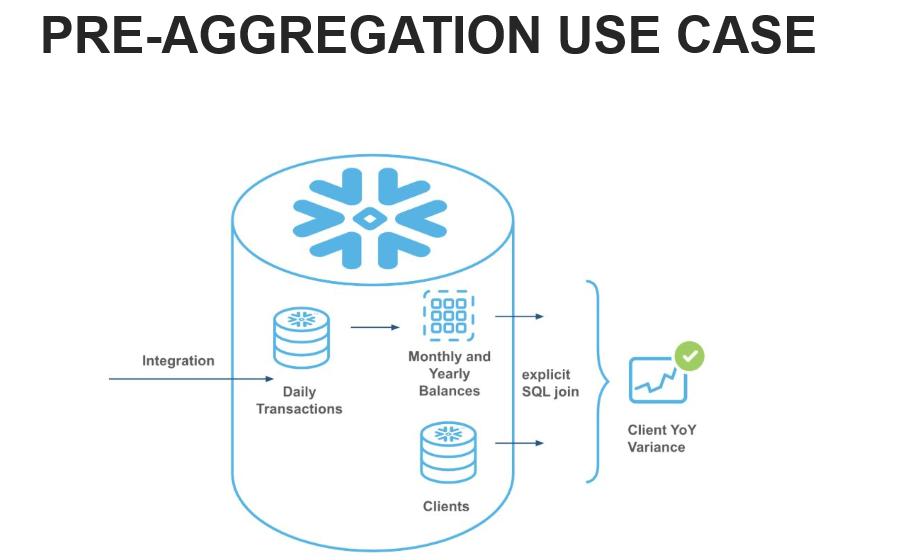 PRE-AGGREGATION USE CASE
Integration
Daily
Transactions
Monthly and
Yearly
Balances
Clients
explicit
SQL join
Client YoY
Variance